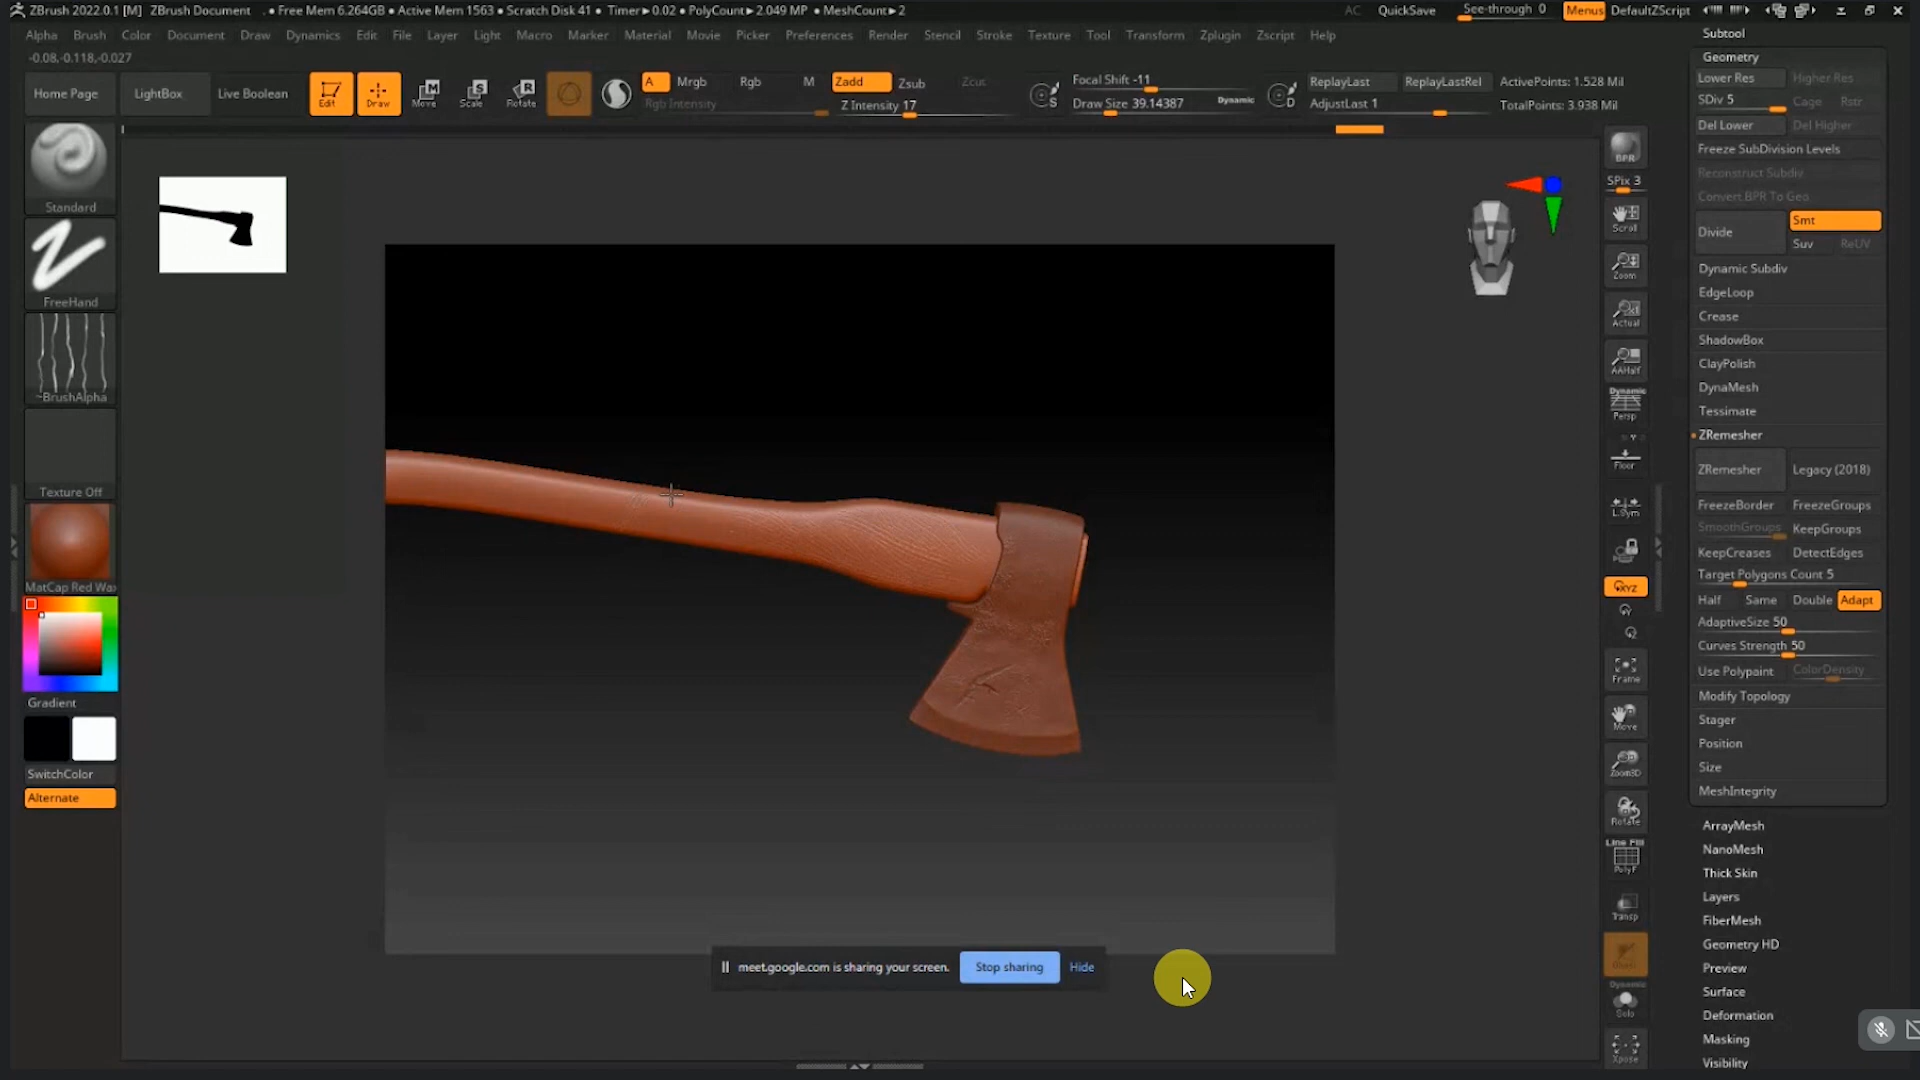 ZBrush 2022.0.1 [M] ZBrush Document . • Free Mem 6.264GB • Active Mem 1563 • Scratch Disk 41 • Timer▸0.02 • PolyCount▸2.049 MP • MeshCount▸2 AC QuickSave See-through 0 Menus DefaultZScript
Alpha Brush Color Document Draw Dynamics Edit File Layer Light Macro Marker Material Movie Picker Preferences Render Stencil Stroke Texture Tool Transform Zplugin Zscript Help
-0.08,-0.118,-0.027
Home Page LightBox Live Boolean Edit Draw Move Scale Rotate
A Mrgb Rgb M Zadd Zsub Zcut
Rgb Intensity Z Intensity 17
Focal Shift -11
Draw Size 39.14387 Dynamic
S
D
ReplayLast ReplayLastRel ActivePoints: 1.528 Mil
AdjustLast 1 TotalPoints: 3.938 Mil
Standard
FreeHand
~BrushAlpha
Texture Off
MatCap Red Wax
Gradient
SwitchColor
Alternate
BPR
SPix 3
Scroll
Zoom
Actual
AAHalf
Dynamic
Persp
Floor
L.Sym
XYZ
Frame
Move
Zoom3D
Rotate
Line Fill
PolyF
Transp
Dynamic
Solo
Xpose
Subtool
Geometry
Lower Res Higher Res
SDiv 5 Cage Rstr
Del Lower Del Higher
Freeze SubDivision Levels
Reconstruct Subdiv
Convert BPR To Geo
Divide Smt
Suv ReUV
Dynamic Subdiv
EdgeLoop
Crease
ShadowBox
ClayPolish
DynaMesh
Tessimate
ZRemesher
ZRemesher Legacy (2018)
FreezeBorder FreezeGroups
SmoothGroups KeepGroups
KeepCreases DetectEdges
Target Polygons Count 5
Half Same Double Adapt
AdaptiveSize 50
Curves Strength 50
Use Polypaint ColorDensity
Modify Topology
Stager
Position
Size
MeshIntegrity
ArrayMesh
NanoMesh
Thick Skin
Layers
FiberMesh
Geometry HD
Preview
Surface
Deformation
Masking
Visibility
meet.google.com is sharing your screen. Stop sharing Hide